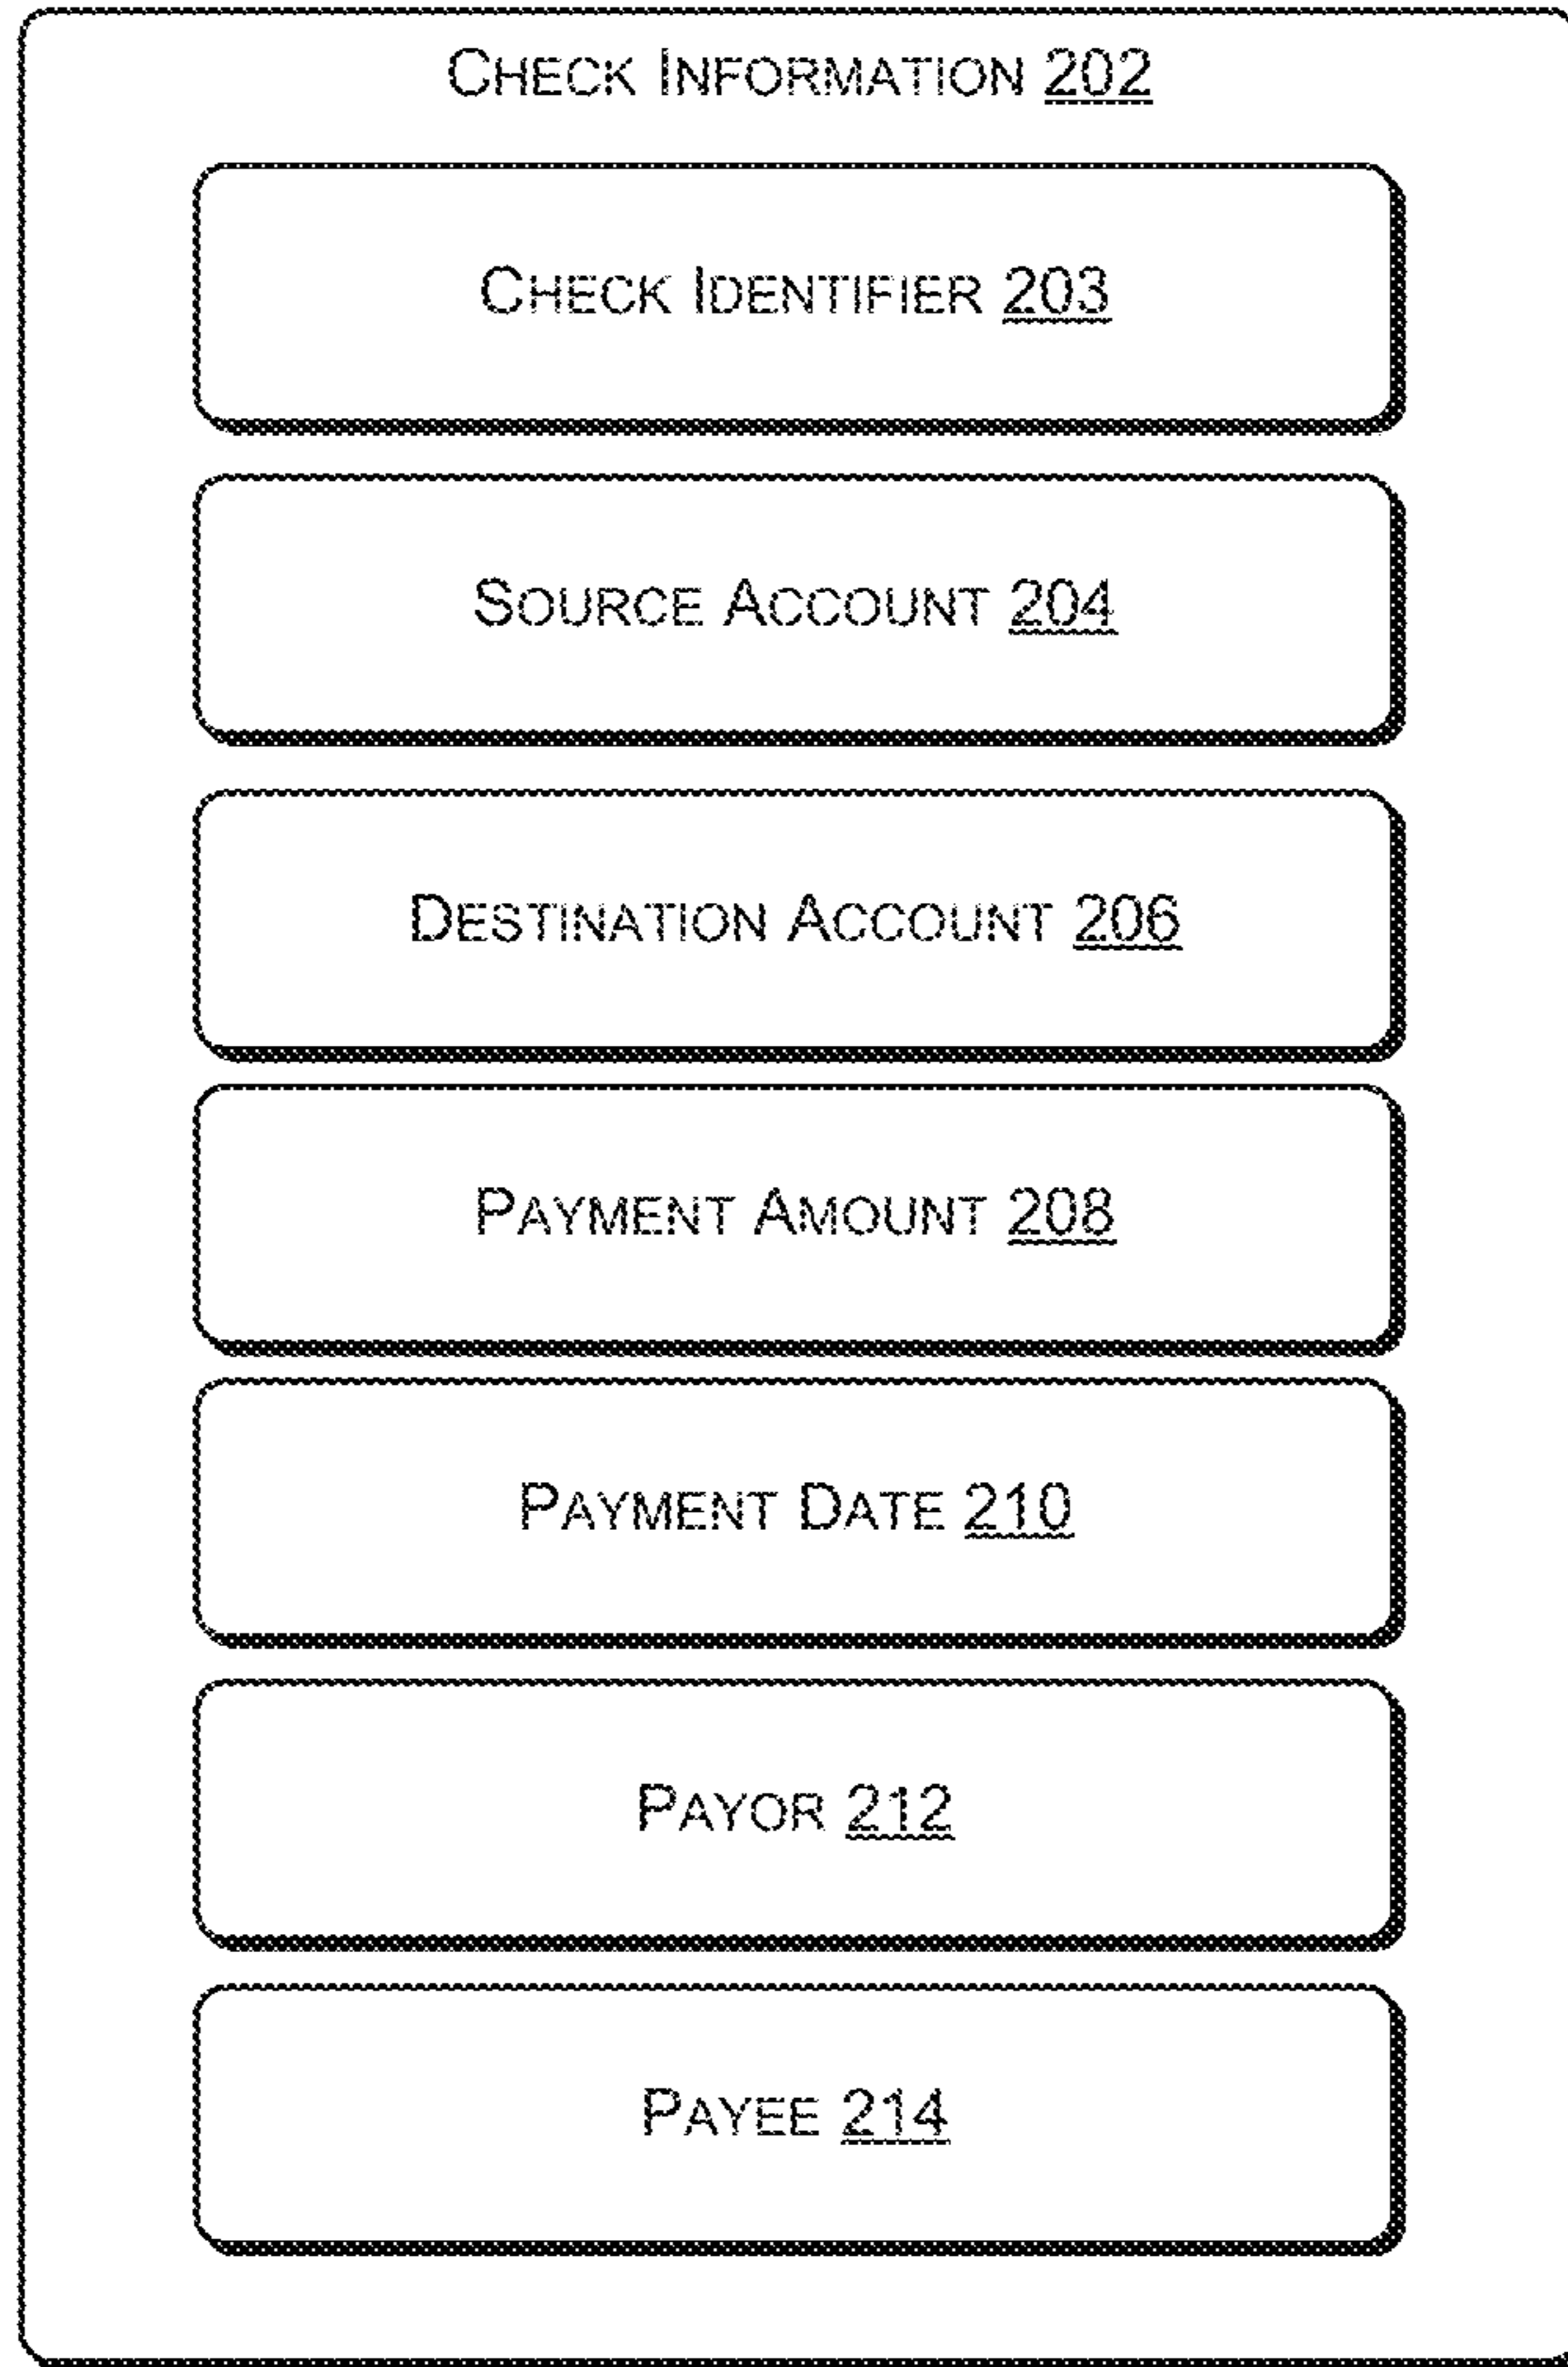 CHECK INFORMATION 202
CHECK IDENTIFIER 203
SOURCE ACCOUNT 204
DESTINATION ACCOUNT 206
PAYMENT AMOUNT 208
PAYMENT DATE 210
PAYOR 212
PAYEE 214